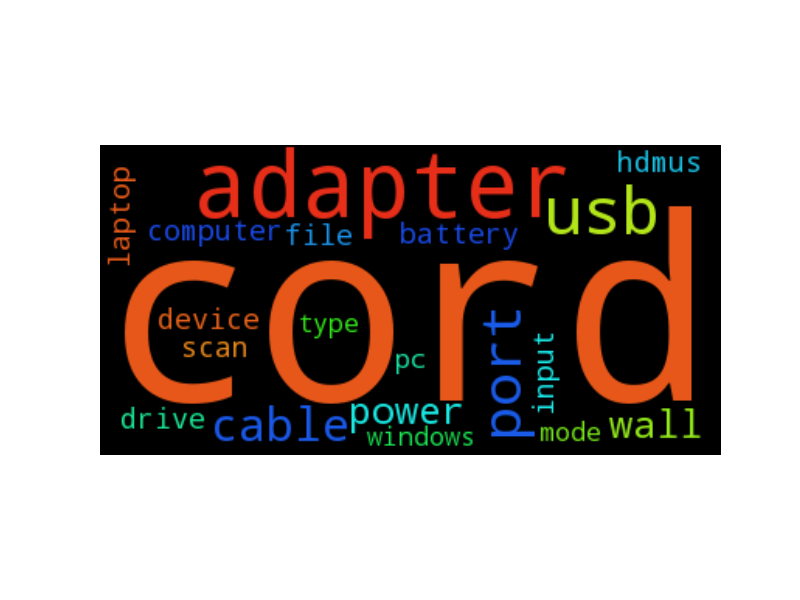 adapter
hdmus
laptop
usb
computer
file
battery
cord
device
type
scan
port
input
pc
drive
cable
power
windows
mode
wall